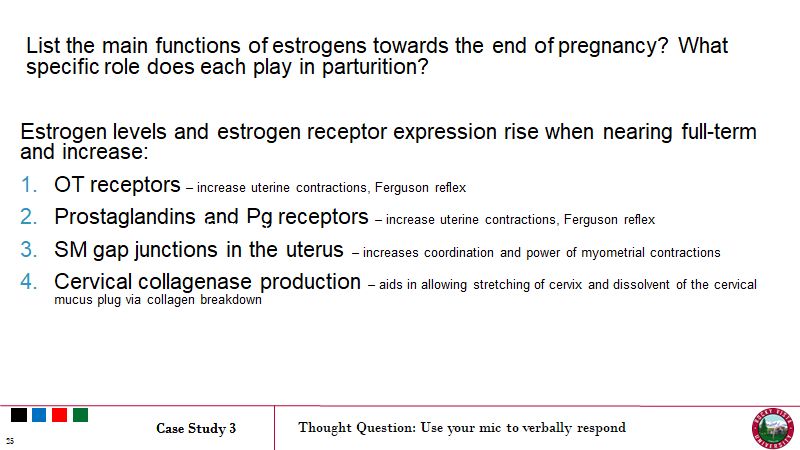 List the main functions of estrogens towards the end of pregnancy? What
specific role does each play in parturition?
Estrogen levels and estrogen receptor expression rise when nearing full-term
and increase:
1. OT receptors – increase uterine contractions, Ferguson reflex
2. Prostaglandins and Pg receptors – increase uterine contractions, Ferguson reflex
3. SM gap junctions in the uterus – increases coordination and power of myometrial contractions
4. Cervical collagenase production – aids in allowing stretching of cervix and dissolvent of the cervical
mucus plug via collagen breakdown
Case Study 3
Thought Question: Use your mic to verbally respond
ROCKY VISTA
UNIVERSITY